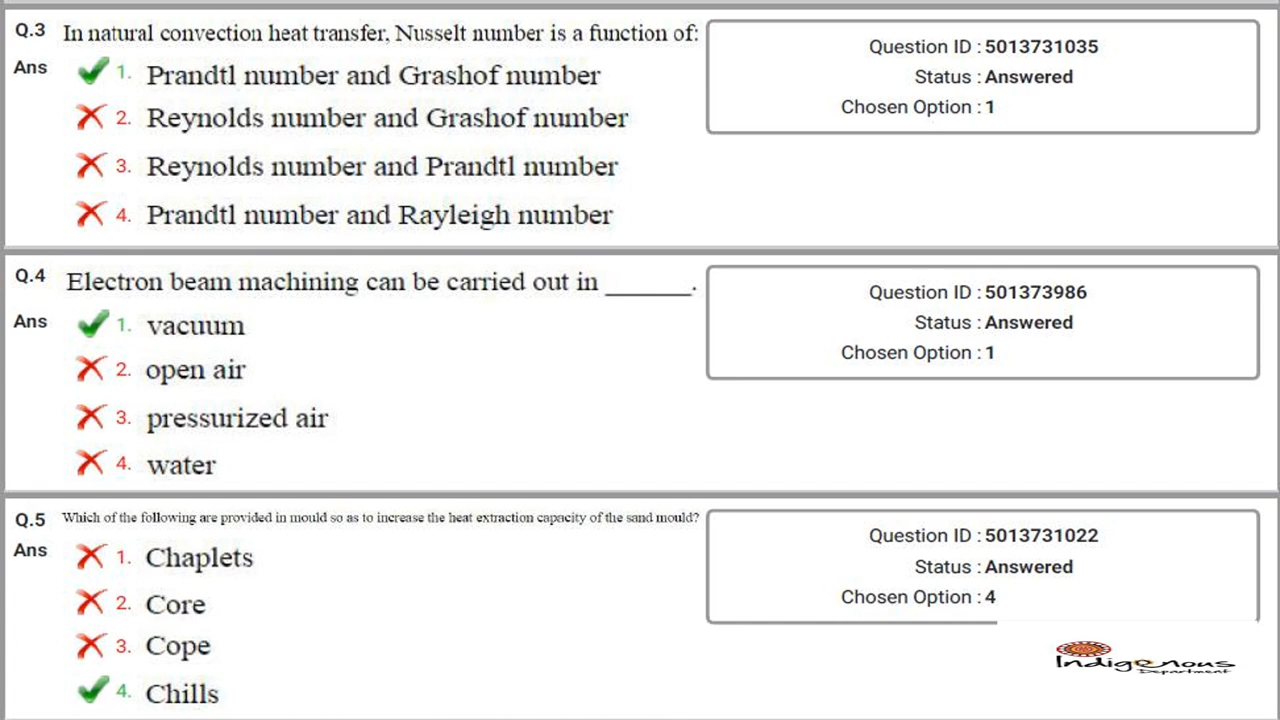 Q.3 In natural convection heat transfer, Nusselt number is a function of:
Ans 1. Prandtl number and Grashof number
2. Reynolds number and Grashof number
3. Reynolds number and Prandtl number
4. Prandtl number and Rayleigh number
Question ID : 5013731035
Status : Answered
Chosen Option : 1
Q.4 Electron beam machining can be carried out in ______.
Ans 1. vacuum
2. open air
3. pressurized air
4. water
Question ID : 501373986
Status : Answered
Chosen Option : 1
Q.5 Which of the following are provided in mould so as to increase the heat extraction capacity of the sand mould?
Ans 1. Chaplets
2. Core
3. Cope
4. Chills
Question ID : 5013731022
Status : Answered
Chosen Option : 4
Indigenous
Department